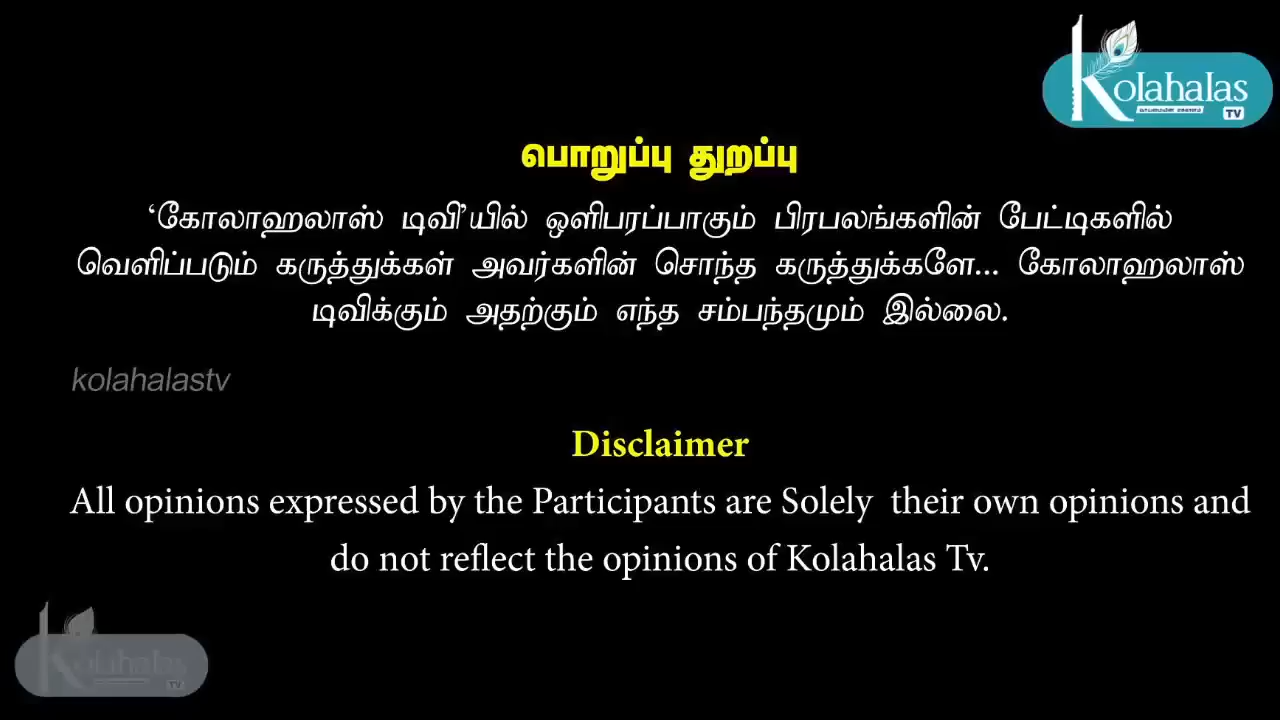 Kolahalas
TV
பொறுப்பு துறப்பு
‘கோலாஹலாஸ் டிவி’யில் ஒளிபரப்பாகும் பிரபலங்களின் பேட்டிகளில்
வெளிப்படும் கருத்துக்கள் அவர்களின் சொந்த கருத்துக்களே... கோலாஹலாஸ்
டிவிக்கும் அதற்கும் எந்த சம்பந்தமும் இல்லை.
kolahalastv
Disclaimer
All opinions expressed by the Participants are Solely  their own opinions and
do not reflect the opinions of Kolahalas Tv.
Kolahalas
TV